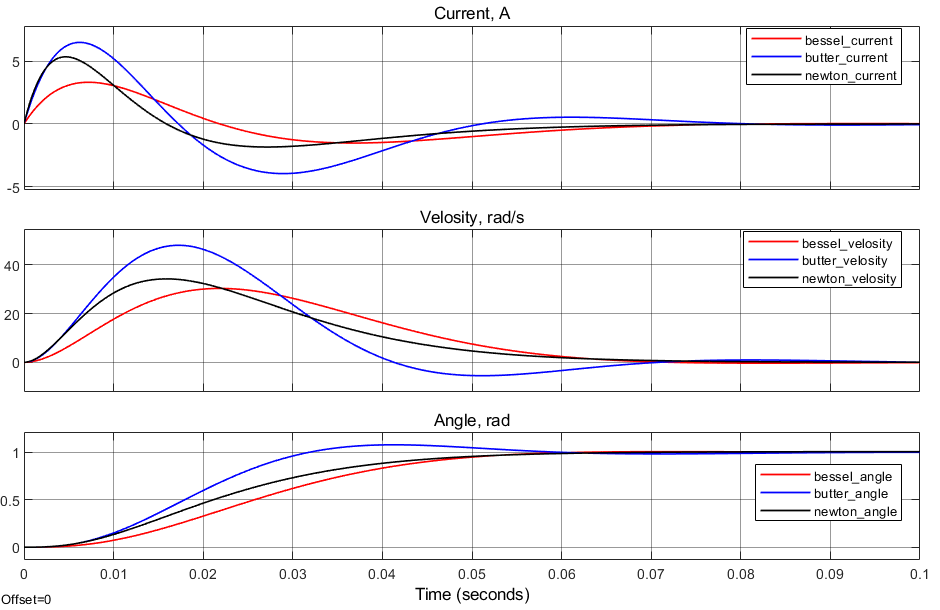 Current, A
bessel_current
butter_current
newton_current
5
0
-5
Velosity, rad/s
bessel_velosity
butter_velosity
newton_velosity
40
20
0
Angle, rad
bessel_angle
butter_angle
newton_angle
1
0.5
0
0 0.01 0.02 0.03 0.04 0.05 0.06 0.07 0.08 0.09 0.1
Time (seconds)
Offset=0